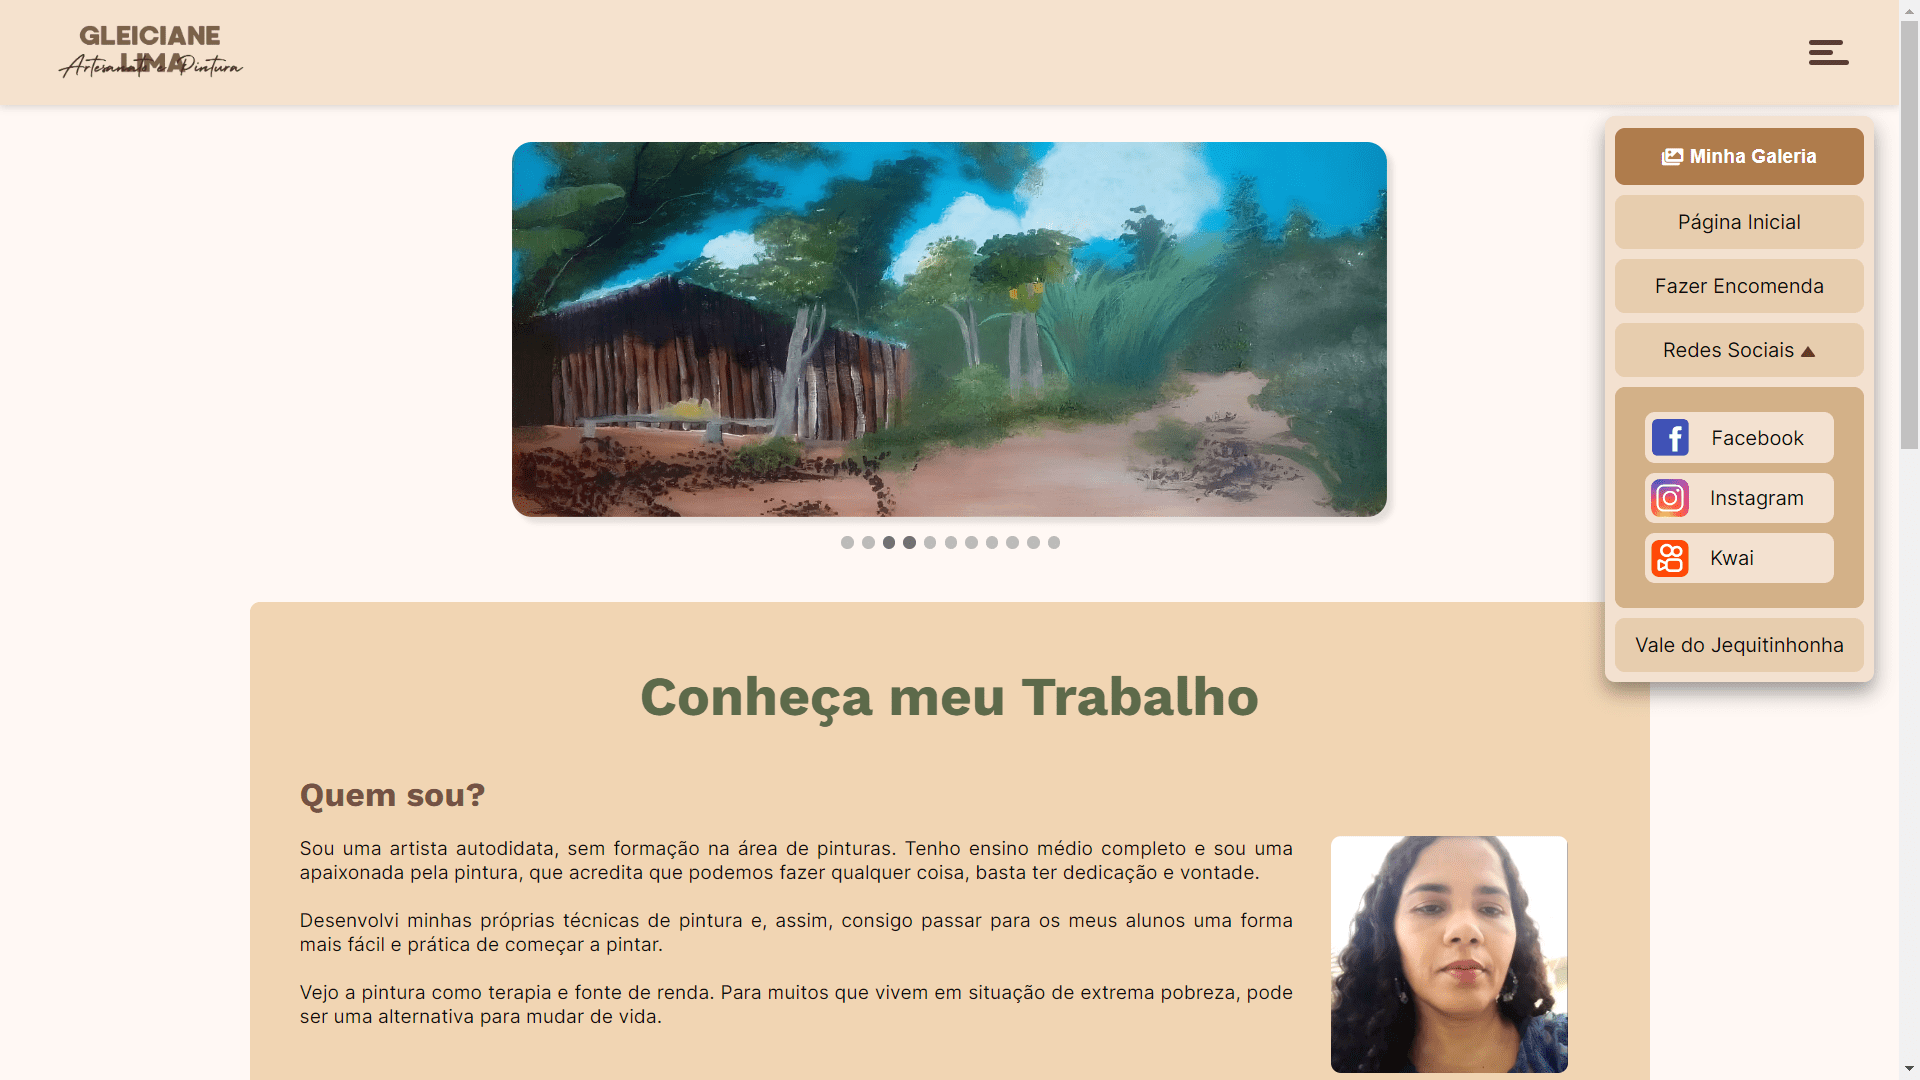 GLEICIANE
LIMA
Artesanato e Pintura
Minha Galeria
Página Inicial
Fazer Encomenda
Redes Sociais
Facebook
Instagram
Kwai
Vale do Jequitinhonha
Conheça meu Trabalho
Quem sou?
Sou uma artista autodidata, sem formação na área de pinturas. Tenho ensino médio completo e sou uma
apaixonada pela pintura, que acredita que podemos fazer qualquer coisa, basta ter dedicação e vontade.
Desenvolvi minhas próprias técnicas de pintura e, assim, consigo passar para os meus alunos uma forma
mais fácil e prática de começar a pintar.
Vejo a pintura como terapia e fonte de renda. Para muitos que vivem em situação de extrema pobreza, pode
ser uma alternativa para mudar de vida.